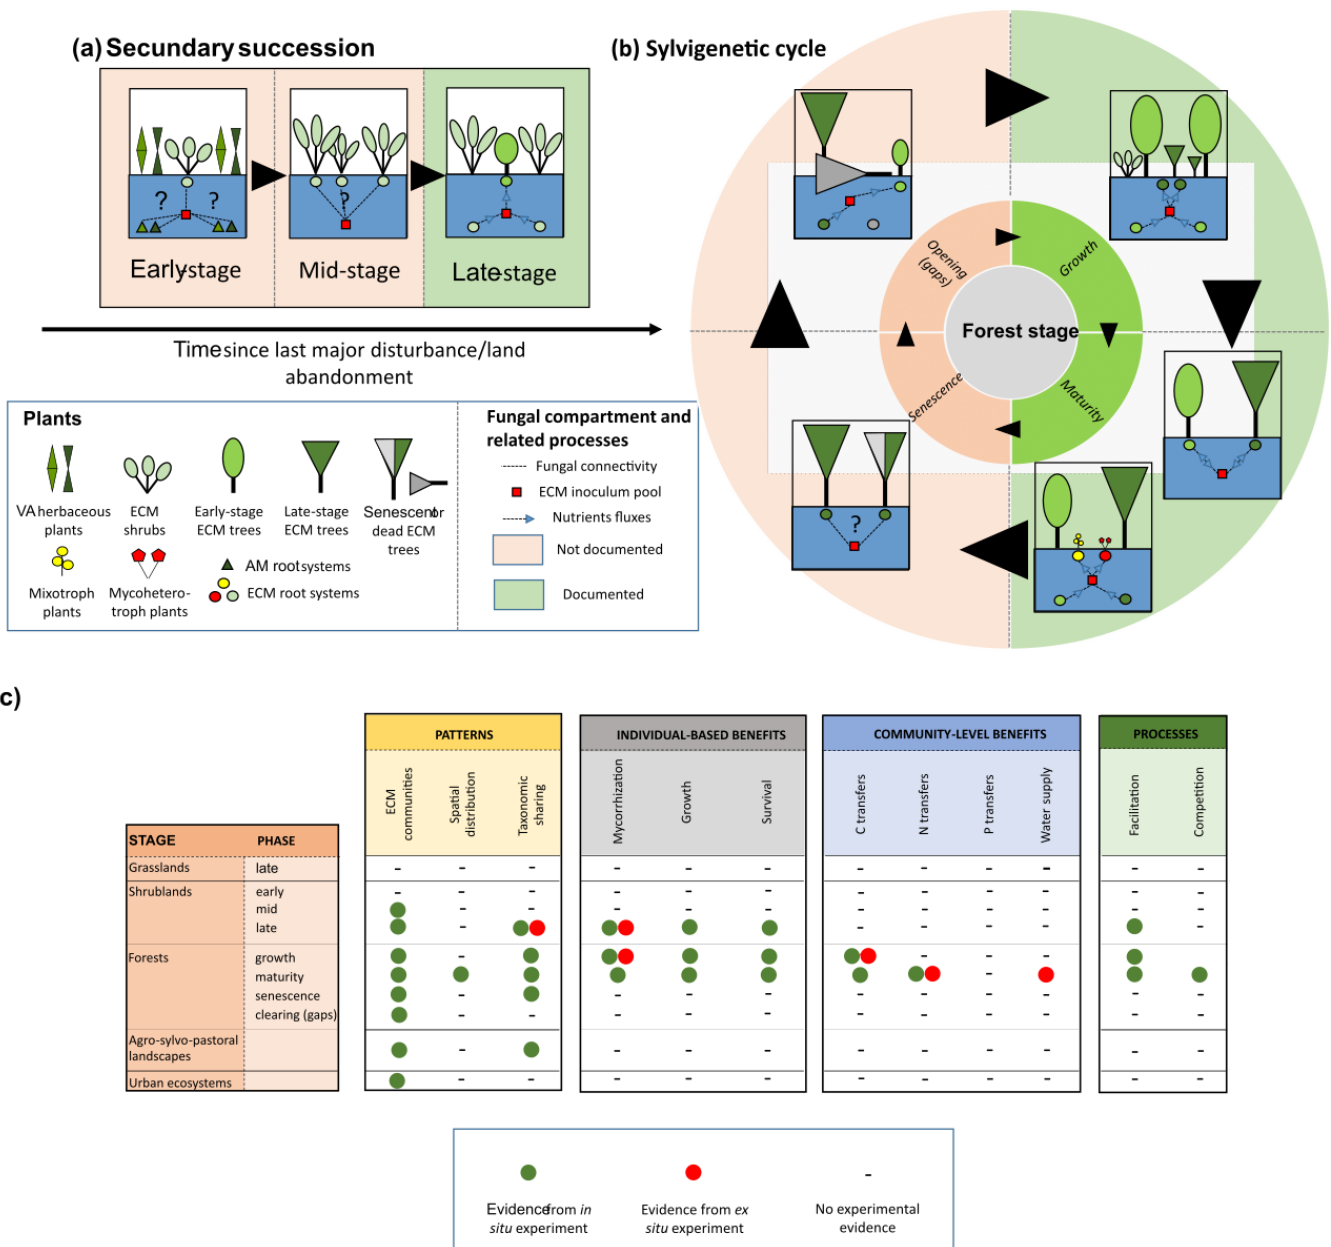 (a) Secundary succession
Early-stage
Mid-stage
Late-stage
?
?
?
Time since last major disturbance/land
abandonment
(b) Sylvigenetic cycle
Opening
(gaps)
Growth
Forest stage
Senescence
Maturity
?
Plants
VA herbaceous
plants
ECM
shrubs
Early-stage
ECM trees
Late-stage
ECM trees
Senescent or
dead ECM
trees
Mixotroph
plants
Mycohetero-
troph plants
AM root systems
ECM root systems
Fungal compartment and
related processes
Fungal connectivity
ECM inoculum pool
Nutrients fluxes
Not documented
Documented
c)
PATTERNS
INDIVIDUAL-BASED BENEFITS
COMMUNITY-LEVEL BENEFITS
PROCESSES
ECM
communities
Spatial
distribution
Taxonomic
sharing
Mycorrhization
Growth
Survival
C transfers
N transfers
P transfers
Water supply
Facilitation
Competition
STAGE PHASE
Grasslands late - - - - - - - - - - - -
Shrublands early - - - - - - - - - - - -
mid - - - - - - - - - - -
late - - - - - -
Forests growth - - - - -
maturity -
senescence - - - - - - - - - -
clearing (gaps) - - - - - - - - - - -
Agro-sylvo-pastoral
landscapes - - - - - - - - - -
Urban ecosystems - - - - - - - - - - -
Evidence from in
situ experiment
Evidence from ex
situ experiment
-
No experimental
evidence